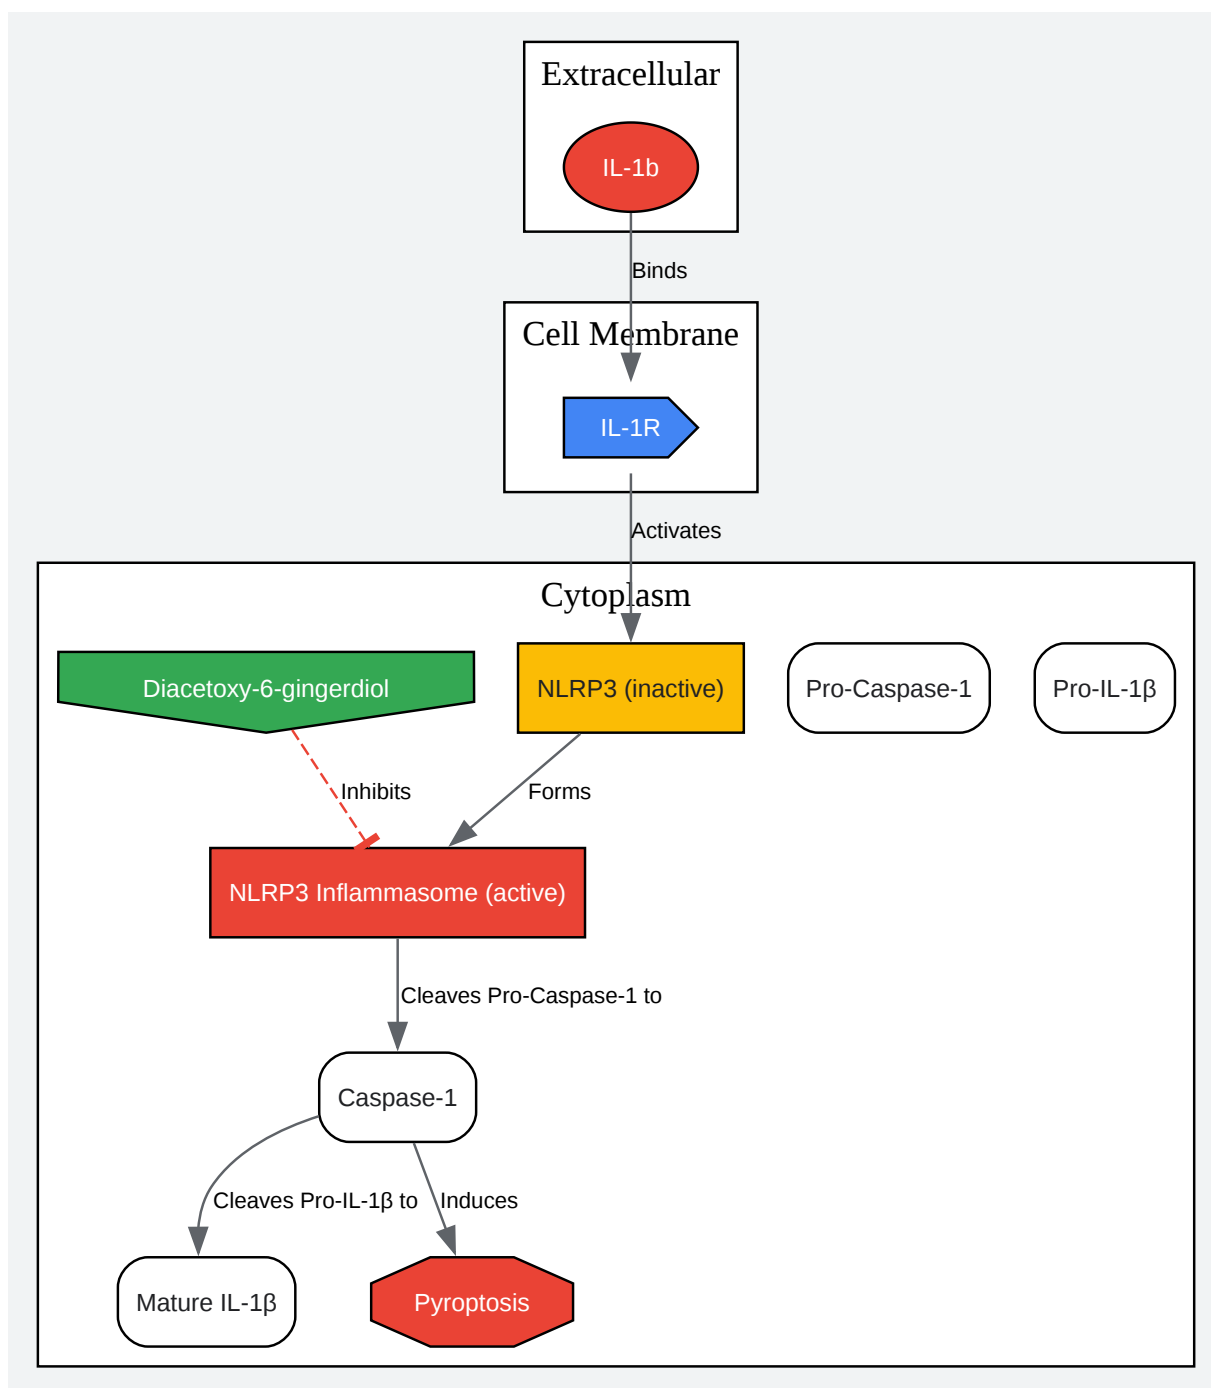 Extracellular
IL-1b
Binds
Cell Membrane
IL-1R
Activates
Cytoplasm
Diacetoxy-6-gingerdiol
NLRP3 (inactive)
Pro-Caspase-1
Pro-IL-1β
Inhibits
Forms
NLRP3 Inflammasome (active)
Cleaves Pro-Caspase-1 to
Caspase-1
Cleaves Pro-IL-1β to
Induces
Mature IL-1β
Pyroptosis